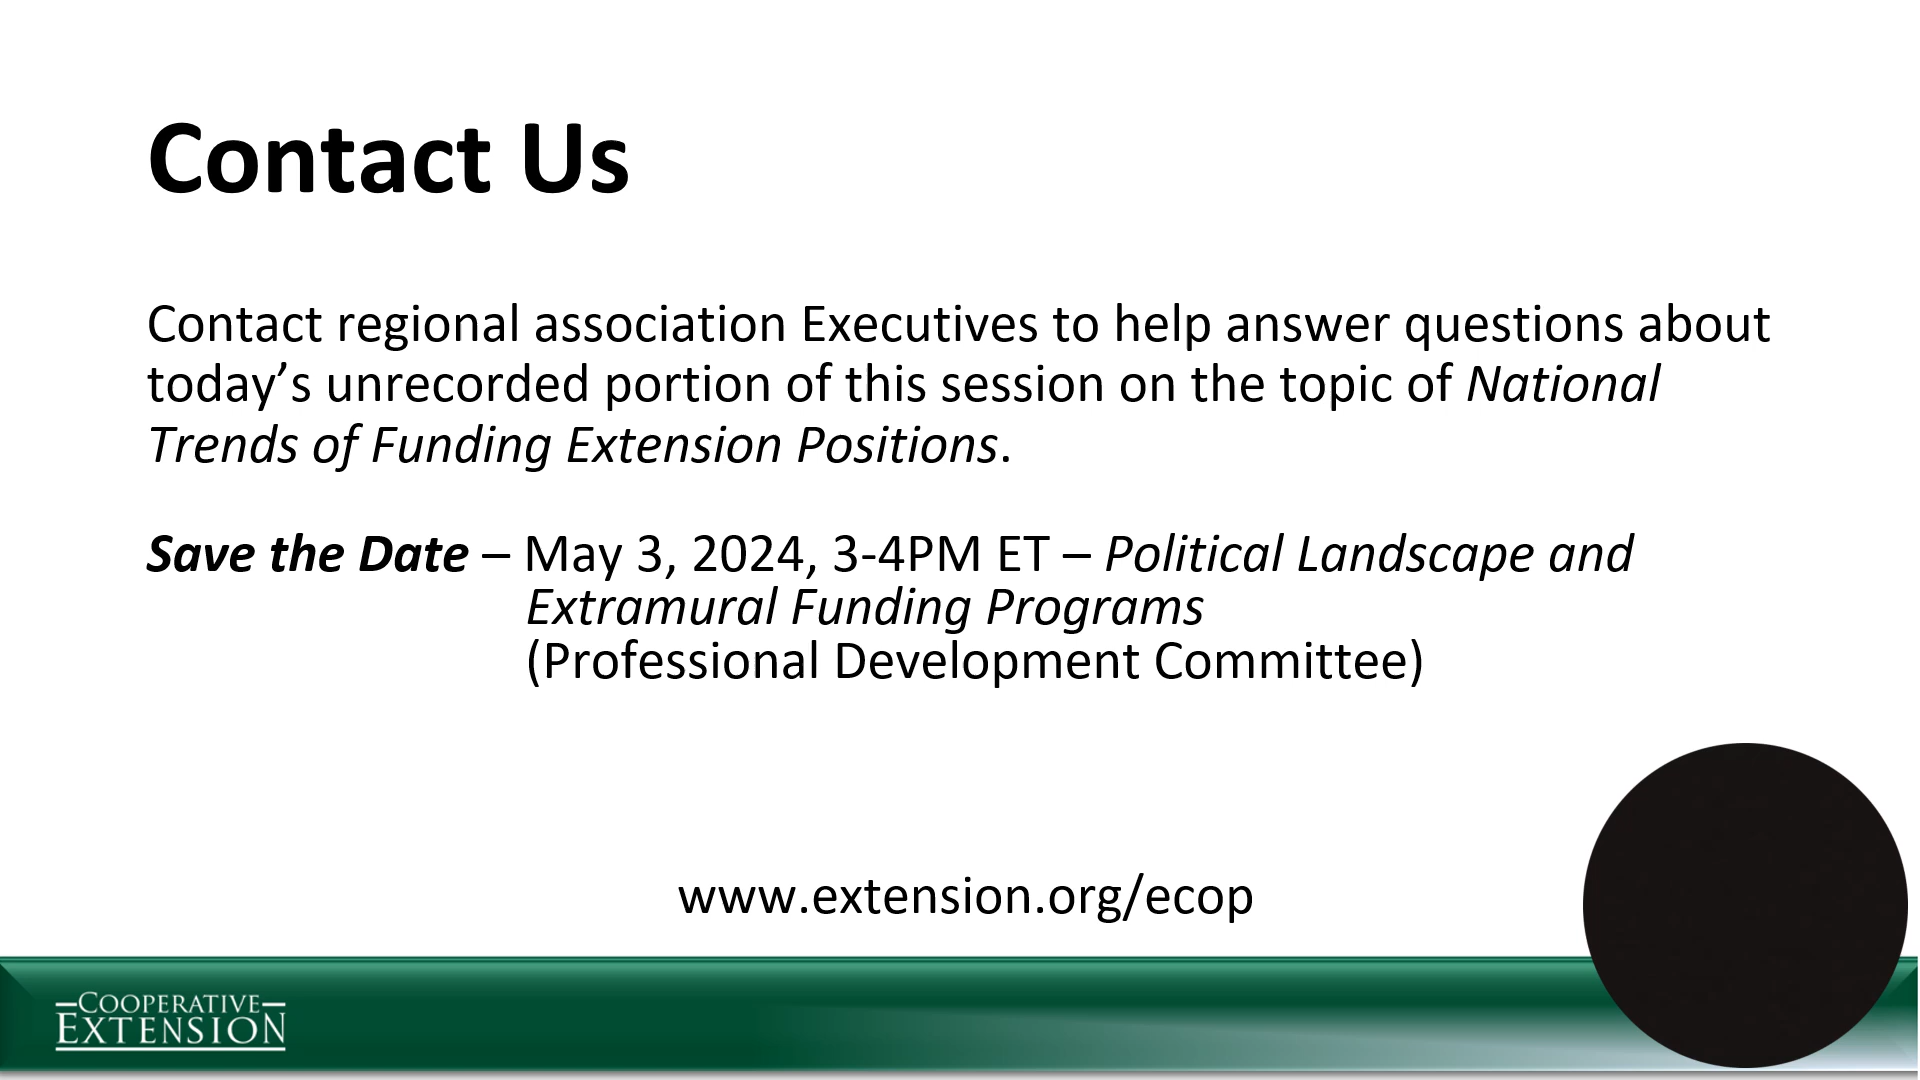 Contact Us
Contact regional association Executives to help answer questions about
today’s unrecorded portion of this session on the topic of National
Trends of Funding Extension Positions.
Save the Date – May 3, 2024, 3-4PM ET – Political Landscape and
Extramural Funding Programs
(Professional Development Committee)
www.extension.org/ecop
COOPERATIVE
EXTENSION